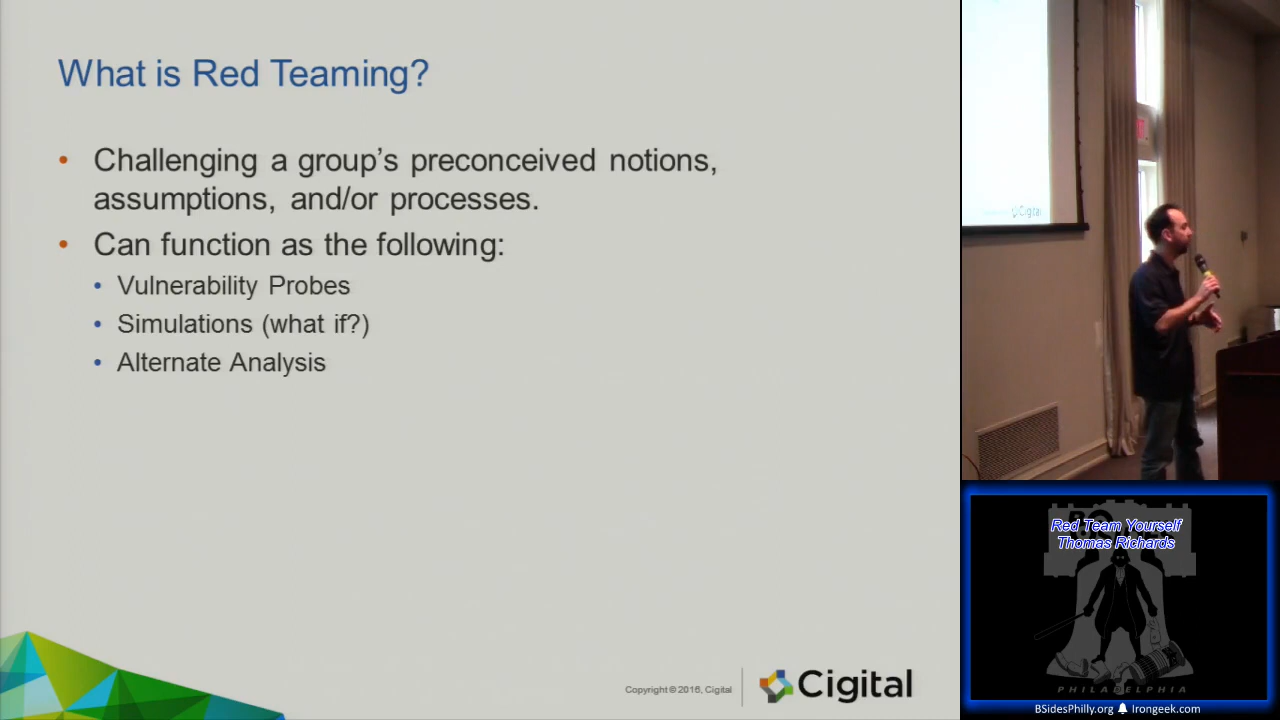 What is Red Teaming?
• Challenging a group's preconceived notions,
assumptions, and/or processes.
• Can function as the following:
• Vulnerability Probes
• Simulations (what if?)
• Alternate Analysis
Copyright © 2016, Cigital
Cigital
Cigital
Red Team Yourself
Thomas Richards
PHILADELPHIA
BSidesPhilly.org
Irongeek.com